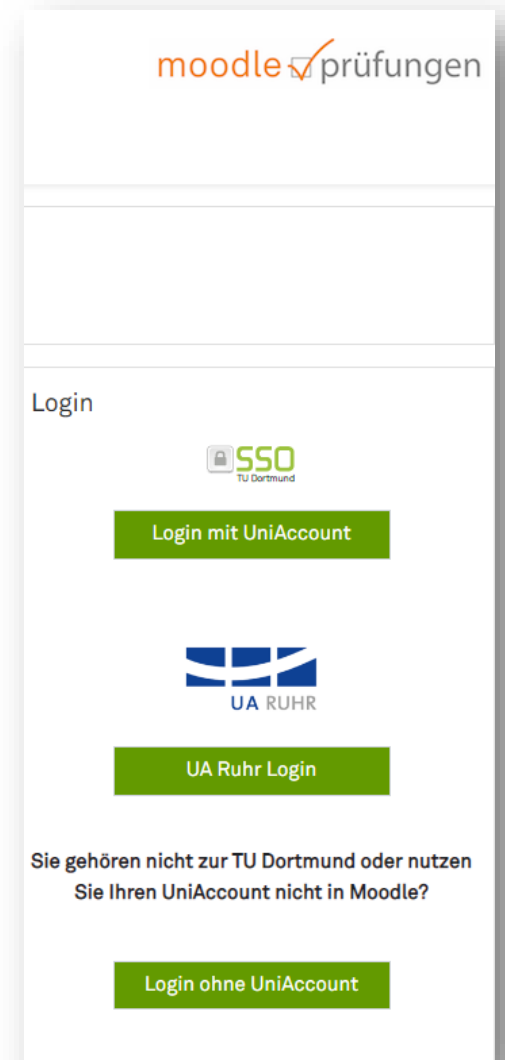 moodle prüfungen
Login
SSO
TU Dortmund
Login mit UniAccount
UA RUHR
UA Ruhr Login
Sie gehören nicht zur TU Dortmund oder nutzen
Sie Ihren UniAccount nicht in Moodle?
Login ohne UniAccount